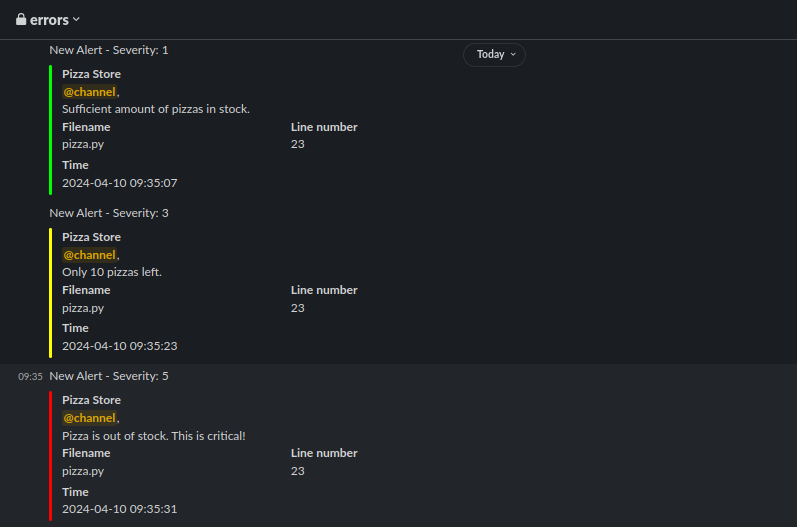 errors
Today
New Alert - Severity: 1
Pizza Store
@channel,
Sufficient amount of pizzas in stock.
Filename Line number
pizza.py 23
Time
2024-04-10 09:35:07
New Alert - Severity: 3
Pizza Store
@channel,
Only 10 pizzas left.
Filename Line number
pizza.py 23
Time
2024-04-10 09:35:23
09:35 New Alert - Severity: 5
Pizza Store
@channel,
Pizza is out of stock. This is critical!
Filename Line number
pizza.py 23
Time
2024-04-10 09:35:31